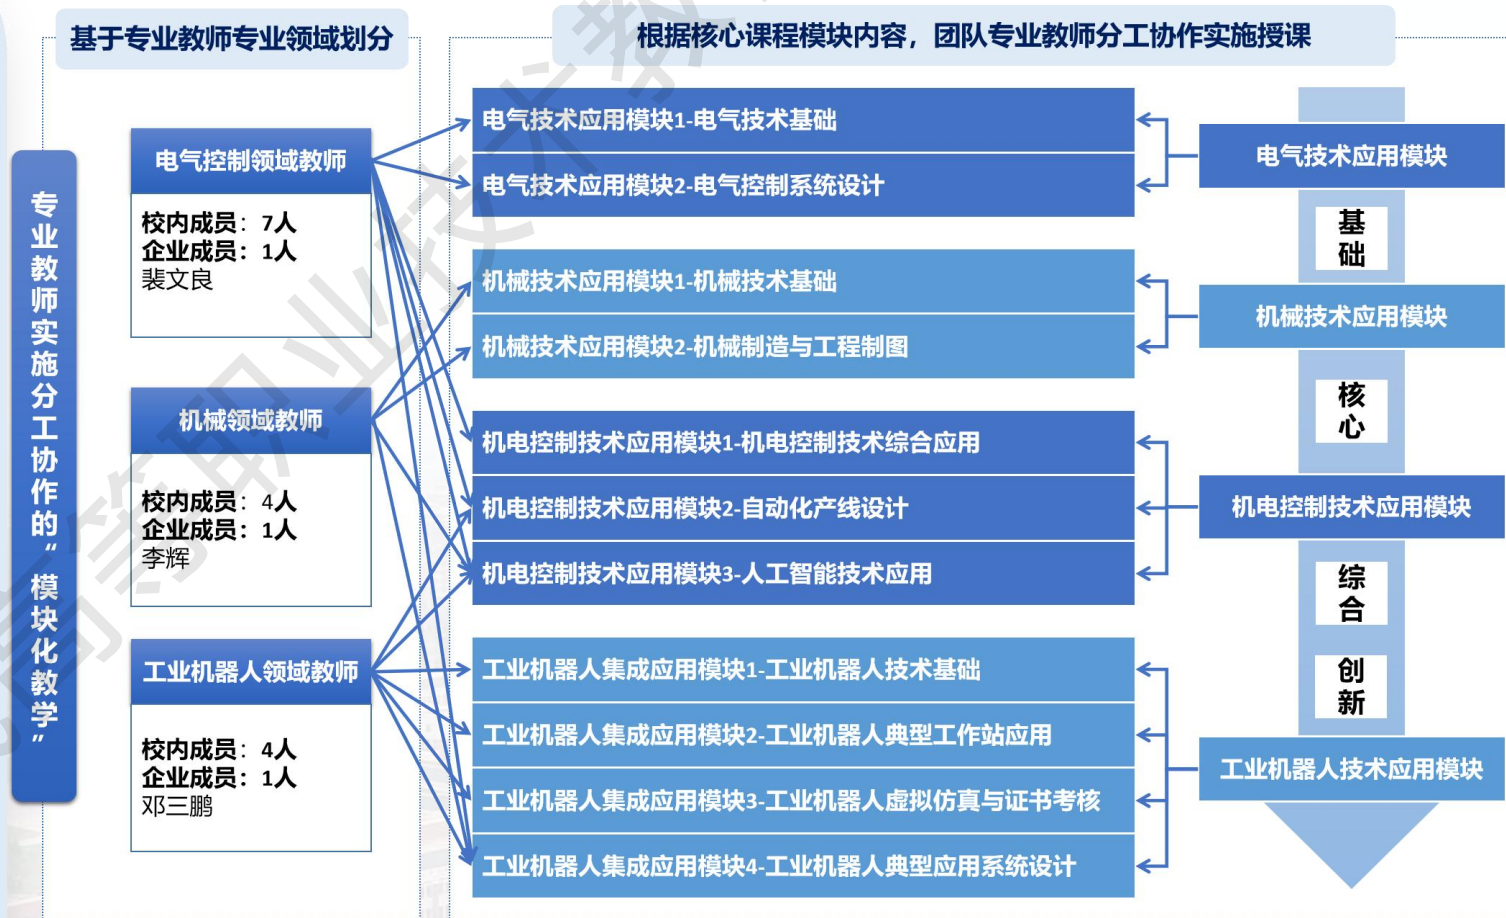 基于专业教师专业领域划分
根据核心课程模块内容，团队专业教师分工协作实施授课
专业教师实施分工协作的“模块化教学”
电气控制领域教师
校内成员：7人
企业成员：1人
裴文良
机械领域教师
校内成员：4人
企业成员：1人
李辉
工业机器人领域教师
校内成员：4人
企业成员：1人
邓三鹏
电气技术应用模块1-电气技术基础
电气技术应用模块2-电气控制系统设计
机械技术应用模块1-机械技术基础
机械技术应用模块2-机械制造与工程制图
机电控制技术应用模块1-机电控制技术综合应用
机电控制技术应用模块2-自动化产线设计
机电控制技术应用模块3-人工智能技术应用
工业机器人集成应用模块1-工业机器人技术基础
工业机器人集成应用模块2-工业机器人典型工作站应用
工业机器人集成应用模块3-工业机器人虚拟仿真与证书考核
工业机器人集成应用模块4-工业机器人典型应用系统设计
电气技术应用模块
基础
机械技术应用模块
核心
机电控制技术应用模块
综合
创新
工业机器人技术应用模块
高等职业技术教